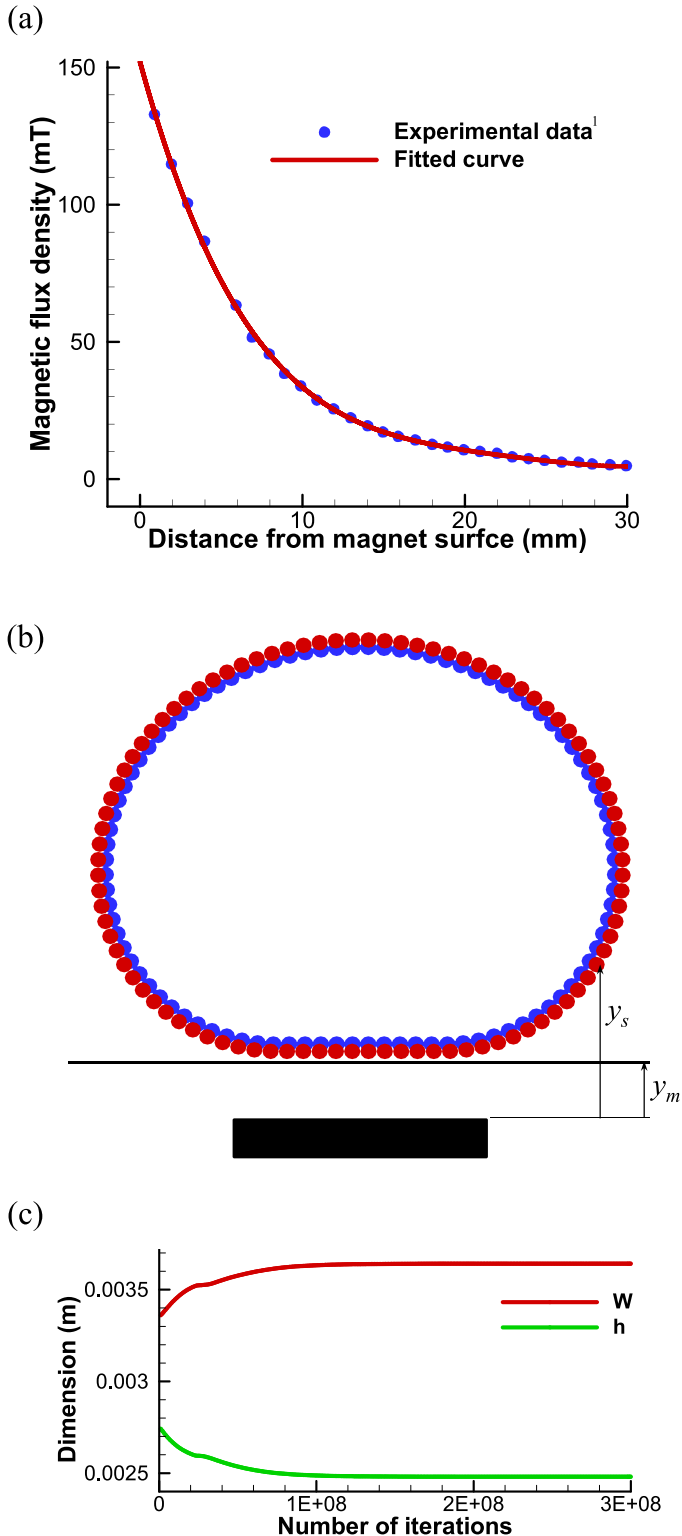 (a)
150
100
50
0
Magnetic flux density (mT)
Experimental data1
Fitted curve
0
10
20
30
Distance from magnet surfce (mm)
(b)
ys
ym
(c)
0.0035
0.003
0.0025
Dimension (m)
W
h
0
1E+08
2E+08
3E+08
Number of iterations